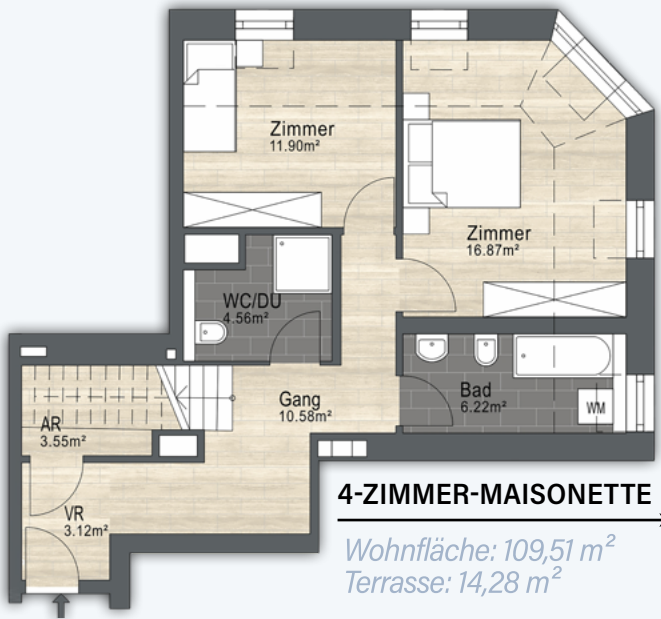 Zimmer
11.90m²
Zimmer
16.87m²
WC/DU
4.56m²
Gang
10.58m²
Bad
6.22m²
WM
AR
3.55m²
VR
3.12m²
4-ZIMMER-MAISONETTE
Wohnfläche: 109,51 m²
Terrasse: 14,28 m²